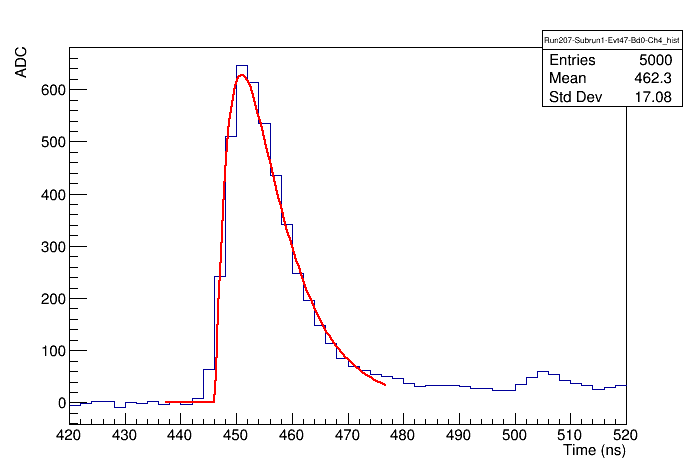 Run207-Subrun1-Evt47-Bd0-Ch4_hist
Entries 5000
Mean 462.3
Std Dev 17.08
ADC
600
500
400
300
200
100
0
420 430 440 450 460 470 480 490 500 510 520
Time (ns)